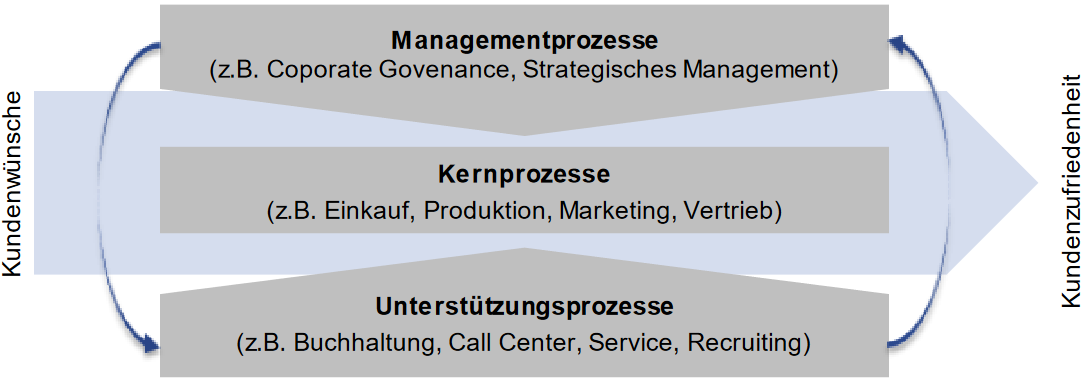 Managementprozesse
(z.B. Coporate Govenance, Strategisches Management)
Kundenwünsche
Kernprozesse
(z.B. Einkauf, Produktion, Marketing, Vertrieb)
Kundenzufriedenheit
Unterstützungsprozesse
(z.B. Buchhaltung, Call Center, Service, Recruiting)